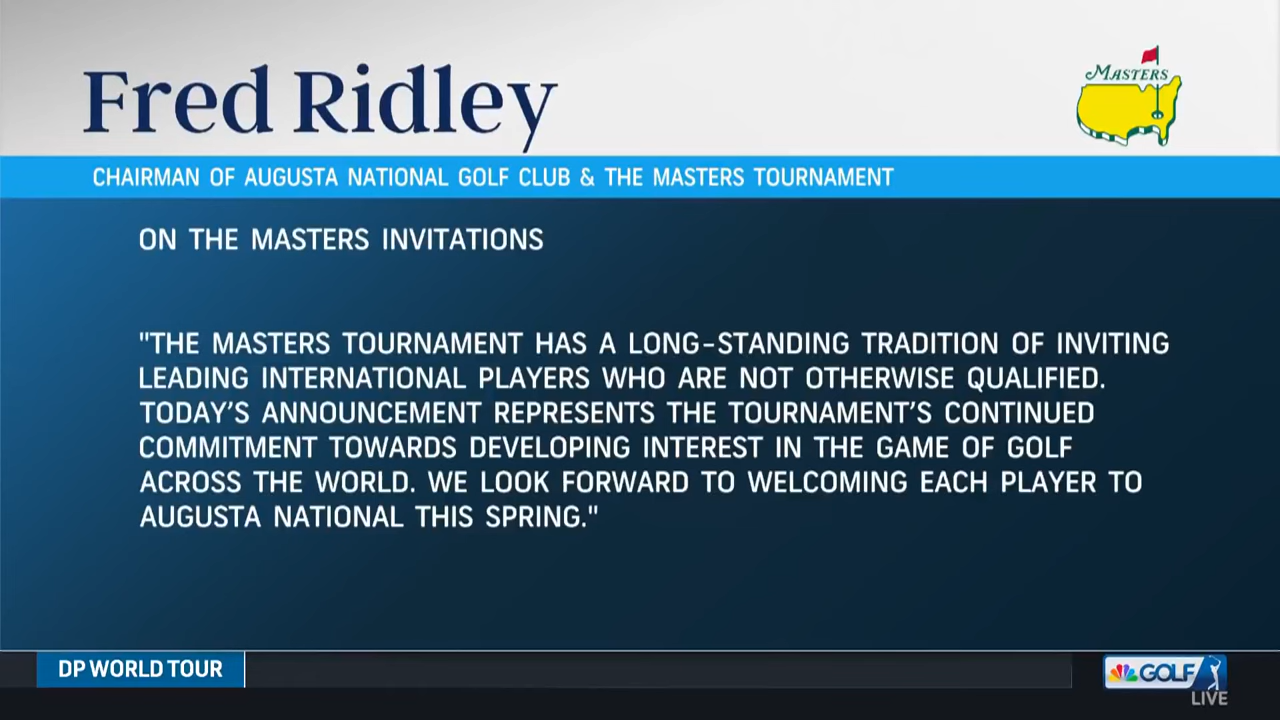 Fred Ridley
MASTERS
CHAIRMAN OF AUGUSTA NATIONAL GOLF CLUB & THE MASTERS TOURNAMENT
ON THE MASTERS INVITATIONS
"THE MASTERS TOURNAMENT HAS A LONG-STANDING TRADITION OF INVITING
LEADING INTERNATIONAL PLAYERS WHO ARE NOT OTHERWISE QUALIFIED.
TODAY'S ANNOUNCEMENT REPRESENTS THE TOURNAMENT'S CONTINUED
COMMITMENT TOWARDS DEVELOPING INTEREST IN THE GAME OF GOLF
ACROSS THE WORLD. WE LOOK FORWARD TO WELCOMING EACH PLAYER TO
AUGUSTA NATIONAL THIS SPRING."
DP WORLD TOUR
GOLF
LIVE